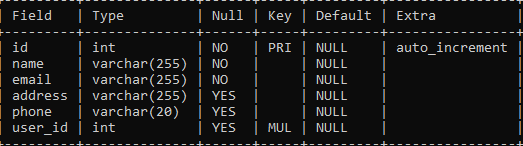 | Field | Type | Null | Key | Default | Extra |
| id | int | NO | PRI | NULL | auto_increment |
| name | varchar(255) | NO | | NULL | |
| email | varchar(255) | NO | | NULL | |
| address | varchar(255) | YES | | NULL | |
| phone | varchar(20) | YES | | NULL | |
| user_id | int | YES | MUL | NULL | |